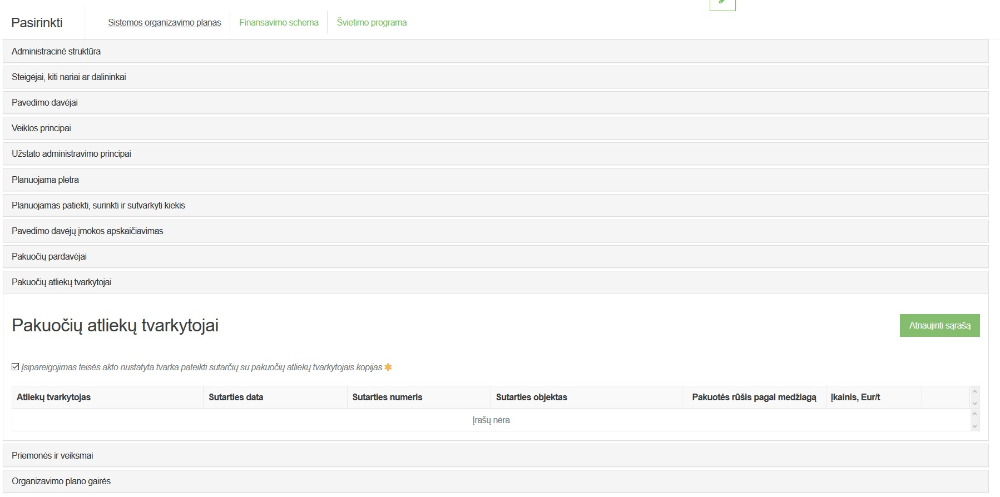 Pasirinkti
Sistemos organizavimo planas
Finansavimo schema
Švietimo programa
Administracinė struktūra
Steigėjai, kiti nariai ar dalininkai
Pavedimo davėjai
Veiklos principai
Užstato administravimo principai
Planuojama plėtra
Planuojamas patiekti, surinkti ir sutvarkyti kiekis
Pavedimo davėjų įmokos apskaičiavimas
Pakuočių pardavėjai
Pakuočių atliekų tvarkytojai
Pakuočių atliekų tvarkytojai
Atnaujinti sąrašą
Įsipareigojimas teisės akto nustatyta tvarka pateikti sutarčių su pakuočių atliekų tvarkytojais kopijas ✱
Atliekų tvarkytojas
Sutarties data
Sutarties numeris
Sutarties objektas
Pakuotės rūšis pagal medžiagą
Įkainis, Eur/t
Įrašų nėra
Priemonės ir veiksmai
Organizavimo plano gairės